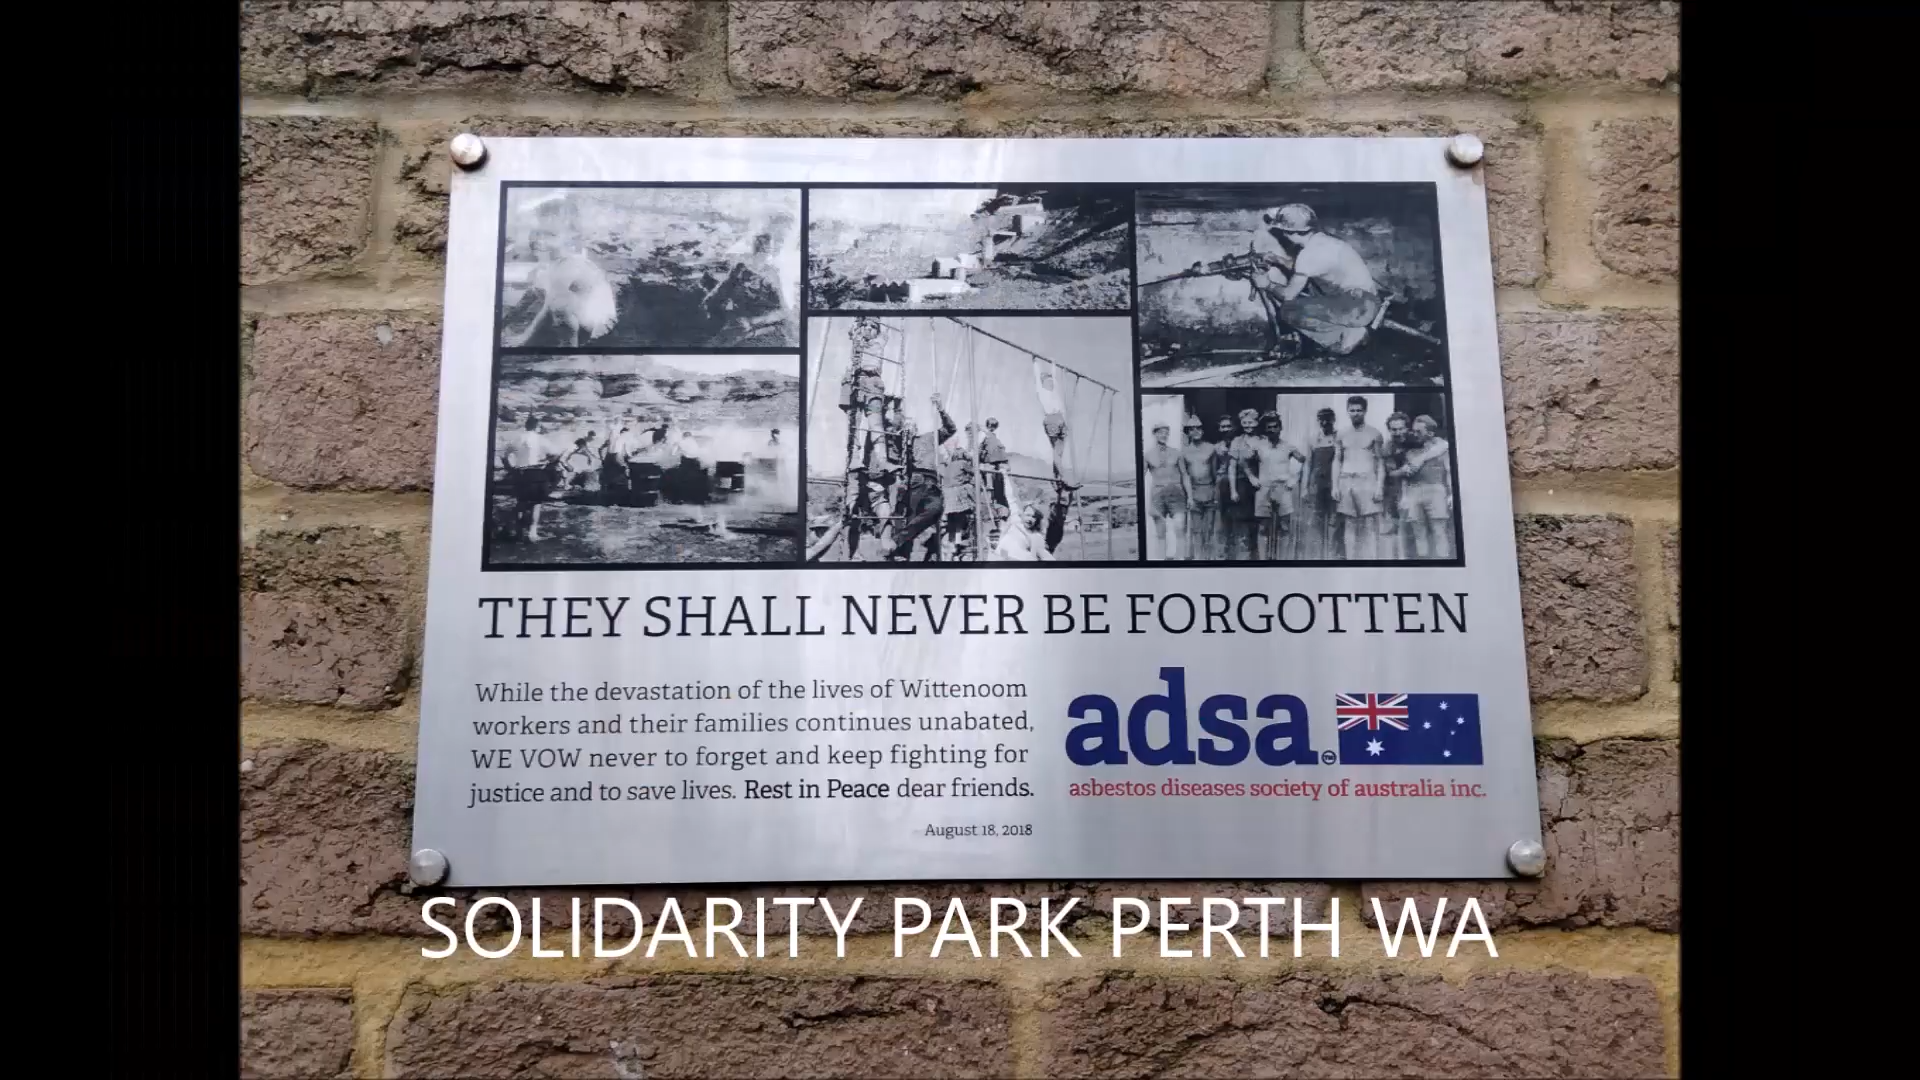 THEY SHALL NEVER BE FORGOTTEN
While the devastation of the lives of Wittenoom
workers and their families continues unabated,
WE VOW never to forget and keep fighting for
justice and to save lives. Rest in Peace dear friends.
August 18, 2018
adsa™
asbestos diseases society of australia inc.
SOLIDARITY PARK PERTH WA